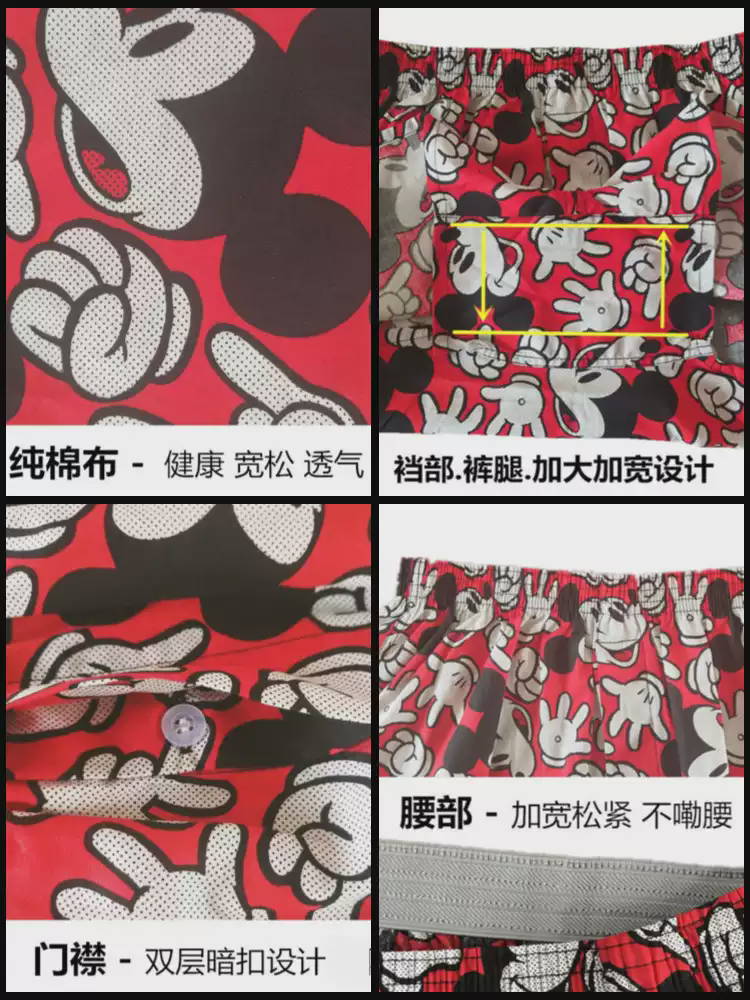 纯棉布 - 健康 宽松 透气
裆部.裤腿.加大加宽设计
门襟 - 双层暗扣设计
腰部 - 加宽松紧 不嘞腰